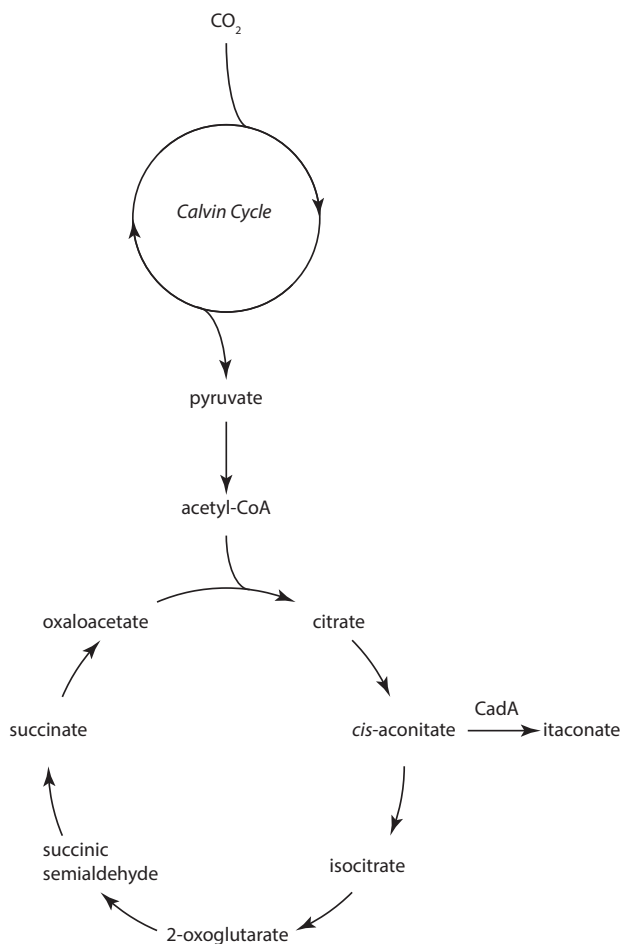 CO₂
Calvin Cycle
pyruvate
acetyl-CoA
oxaloacetate
citrate
CadA
succinate
cis-aconitate
itaconate
succinic
semialdehyde
isocitrate
2-oxoglutarate